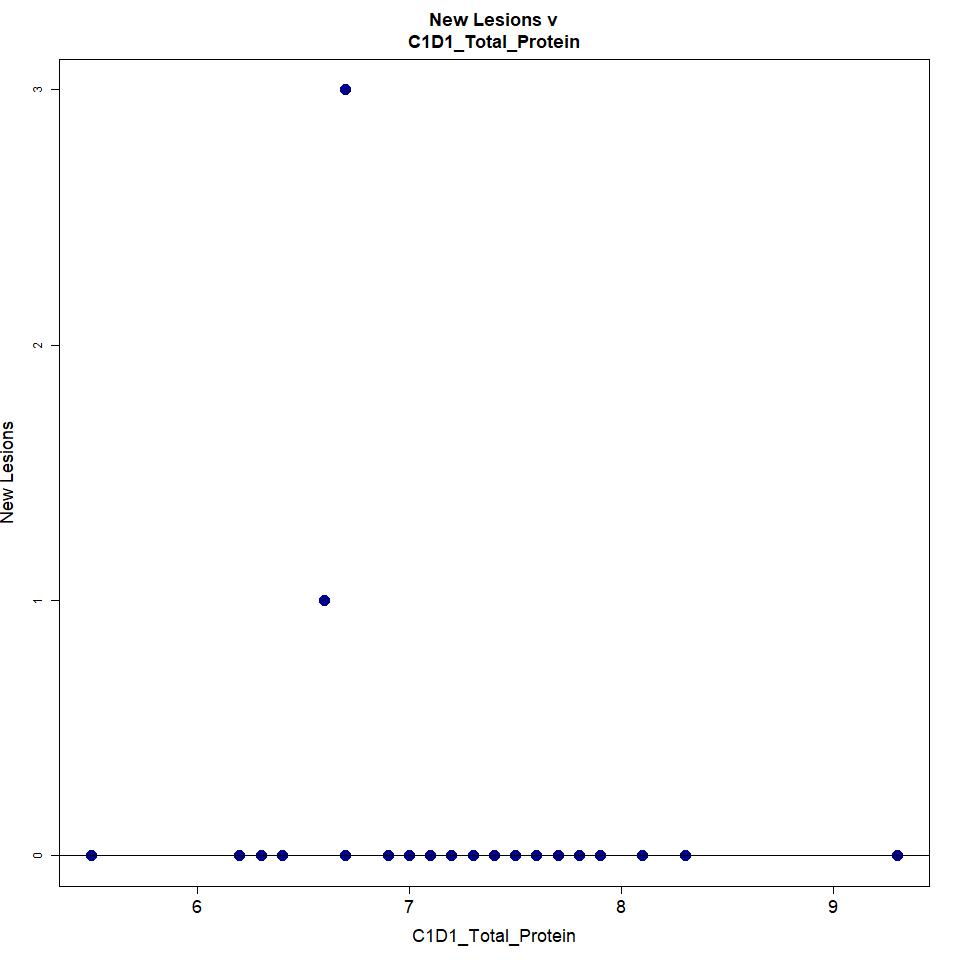 New Lesions v
C1D1_Total_Protein
3
2
1
0
New Lesions
6 7 8 9
C1D1_Total_Protein